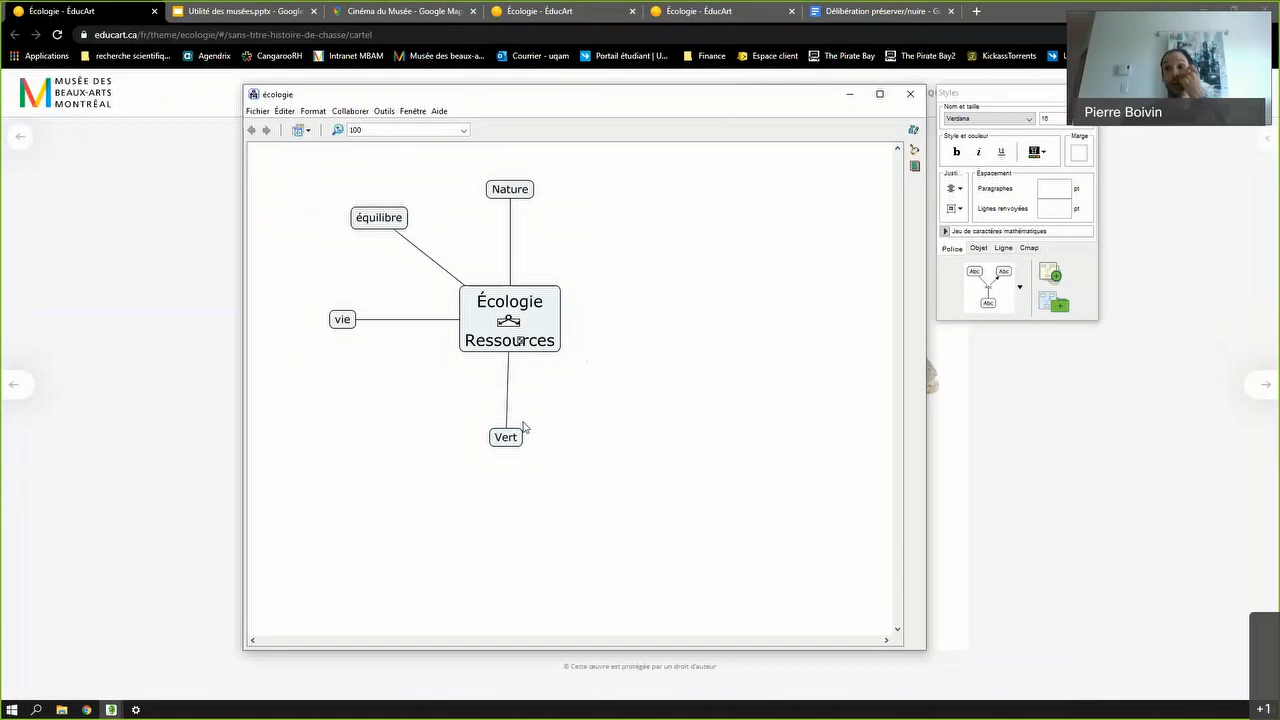 Écologie - ÉducArt
Utilité des musées.pptx - Google
Cinéma du Musée - Google Map
Écologie - ÉducArt
Écologie - ÉducArt
Délibération préserver/nuire - G
educart.ca/fr/theme/ecologie/#/sans-titre-histoire-de-chasse/cartel
Applications
recherche scientifiq...
Agendrix
CangarooRH
Intranet MBAM
Musée des beaux-a...
Courrier - uqam
Portail étudiant | U...
Finance
Espace client
The Pirate Bay
The Pirate Bay2
KickassTorrents
Pierre Boivin
MUSÉE DES
BEAUX-ARTS
MONTRÉAL
écologie
Fichier Éditer Format Collaborer Outils Fenêtre Aide
100
Nature
équilibre
Écologie
Ressources
vie
Vert
Styles
Nom et taille
Verdana
16
Style et couleur
Marge
b i u
Justi...
Espacement
Paragraphes
pt
Lignes renvoyées
pt
Jeu de caractères mathématiques
Police Objet Ligne Cmap
Abc
Abc
Abc
© Cette œuvre est protégée par un droit d'auteur
+1